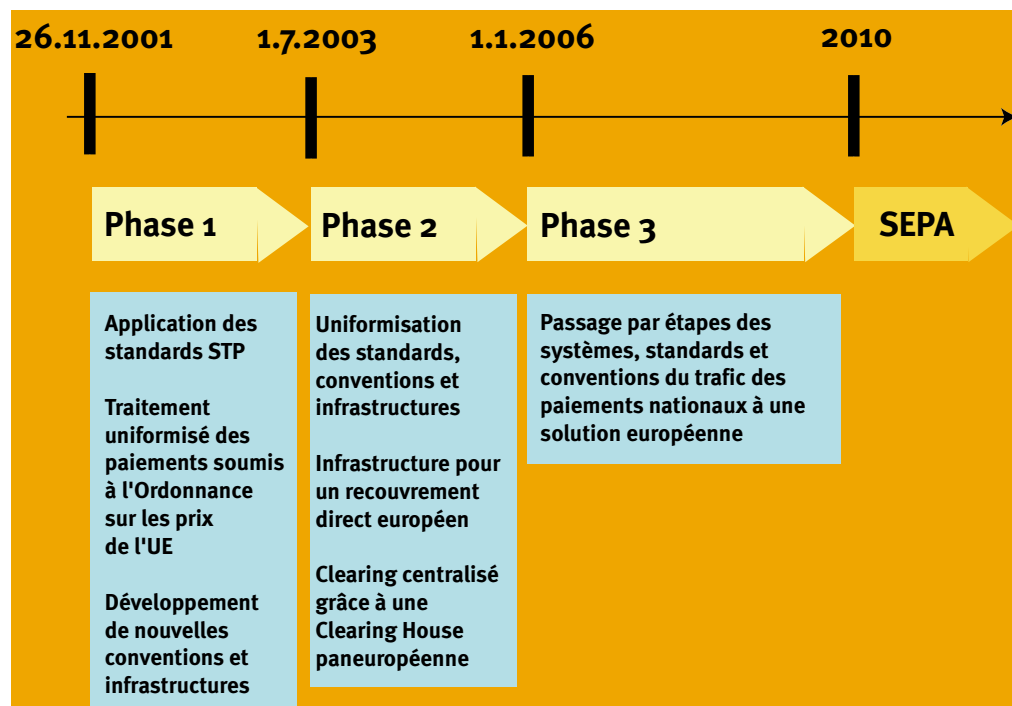 26.11.2001 1.7.2003 1.1.2006 2010
Phase 1 Phase 2 Phase 3 SEPA
Application des
standards STP
Traitement
uniformisé des
paiements soumis
à l'Ordonnance
sur les prix
de l'UE
Développement
de nouvelles
conventions et
infrastructures
Uniformisation
des standards,
conventions et
infrastructures
Infrastructure pour
un recouvrement
direct européen
Clearing centralisé
grâce à une
Clearing House
paneuropéenne
Passage par étapes des
systèmes, standards et
conventions du trafic des
paiements nationaux à une
solution européenne